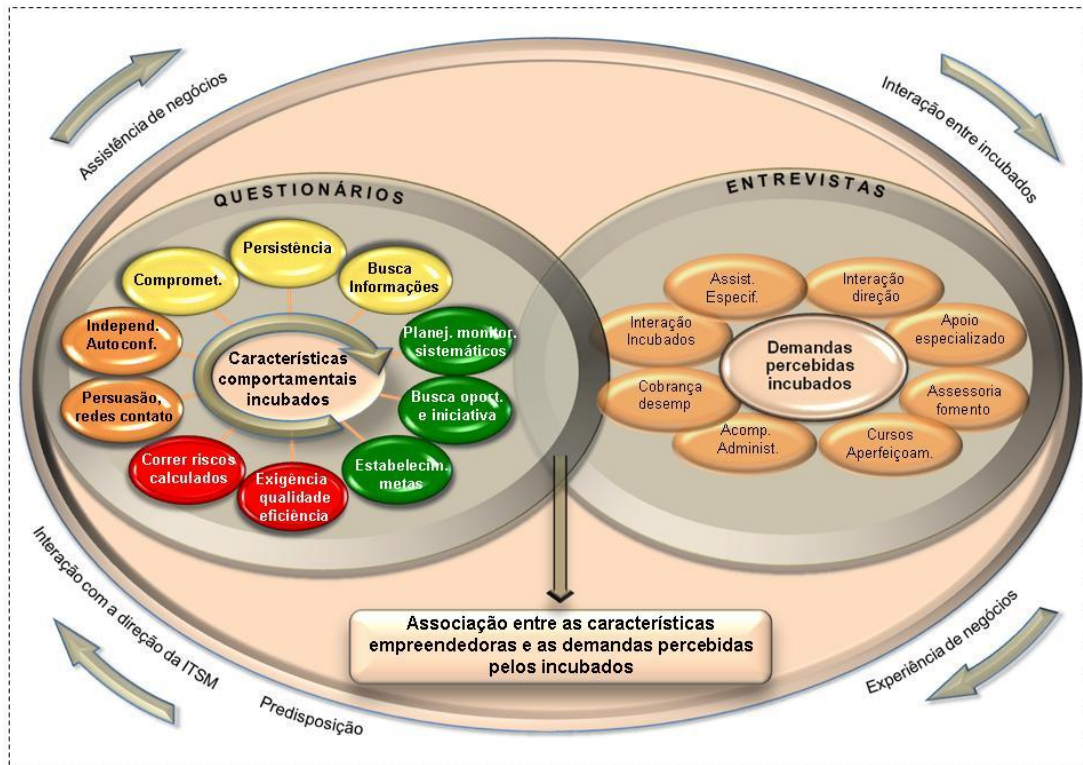 Assistência de negócios
Interação entre incubados
QUESTIONÁRIOS
ENTREVISTAS
Persistência
Compromet.
Busca
Informações
Independ.
Autoconf.
Planej. monitor.
sistemáticos
Características
comportamentais
incubados
Persuasão,
redes contato
Busca oport.
e iniciativa
Correr riscos
calculados
Exigência
qualidade
eficiência
Estabelecim.
metas
Assist.
Especif.
Interação
direção
Interação
Incubados
Apoio
especializado
Demandas
percebidas
incubados
Cobrança
desemp
Assessoria
fomento
Acomp.
Administ.
Cursos
Aperfeiçoam.
Associação entre as características
empreendedoras e as demandas percebidas
pelos incubados
Interação com a direção da ITSM
Predisposição
Experiência de negócios